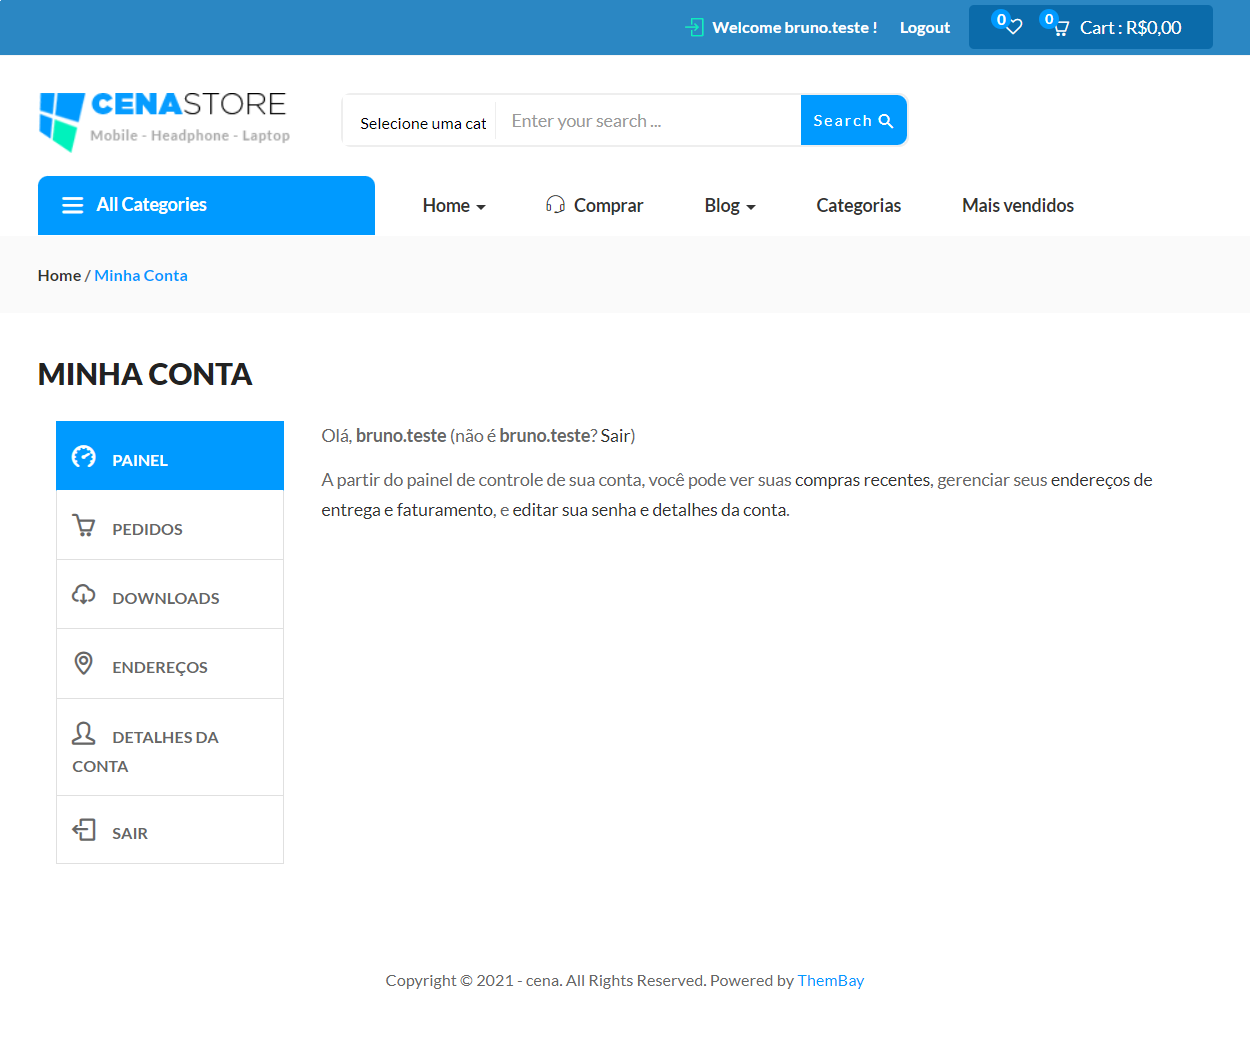 Welcome bruno.teste ! Logout 0 0 Cart : R$0,00
CENASTORE
Mobile - Headphone - Laptop
Selecione uma cat Enter your search ... Search
All Categories Home Comprar Blog Categorias Mais vendidos
Home / Minha Conta
MINHA CONTA
PAINEL
PEDIDOS
DOWNLOADS
ENDEREÇOS
DETALHES DA
CONTA
SAIR
Olá, bruno.teste (não é bruno.teste? Sair)
A partir do painel de controle de sua conta, você pode ver suas compras recentes, gerenciar seus endereços de
entrega e faturamento, e editar sua senha e detalhes da conta.
Copyright © 2021 - cena. All Rights Reserved. Powered by ThemBay